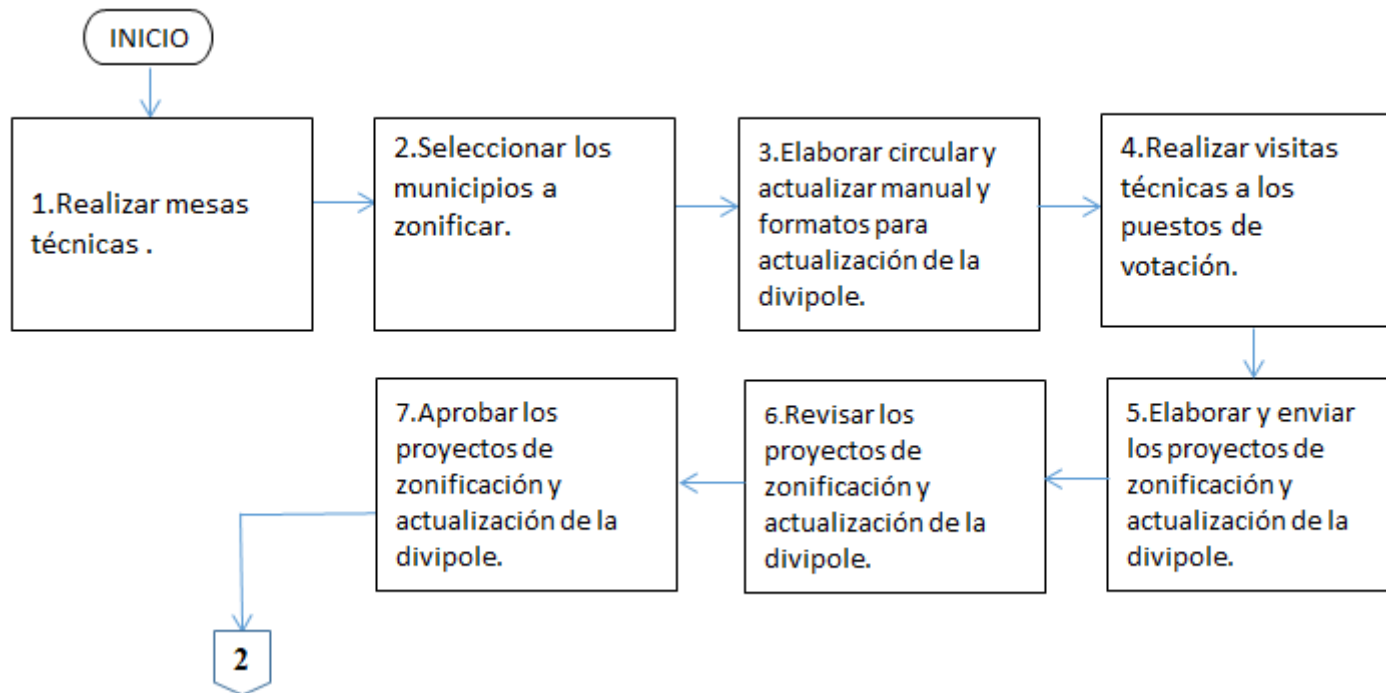 INICIO
1.Realizar mesas
técnicas .
2.Seleccionar los
municipios a
zonificar.
3.Elaborar circular y
actualizar manual y
formatos para
actualización de la
divipole.
4.Realizar visitas
técnicas a los
puestos de
votación.
5.Elaborar y enviar
los proyectos de
zonificación y
actualización de la
divipole.
6.Revisar los
proyectos de
zonificación y
actualización de la
divipole.
7.Aprobar los
proyectos de
zonificación y
actualización de la
divipole.
2